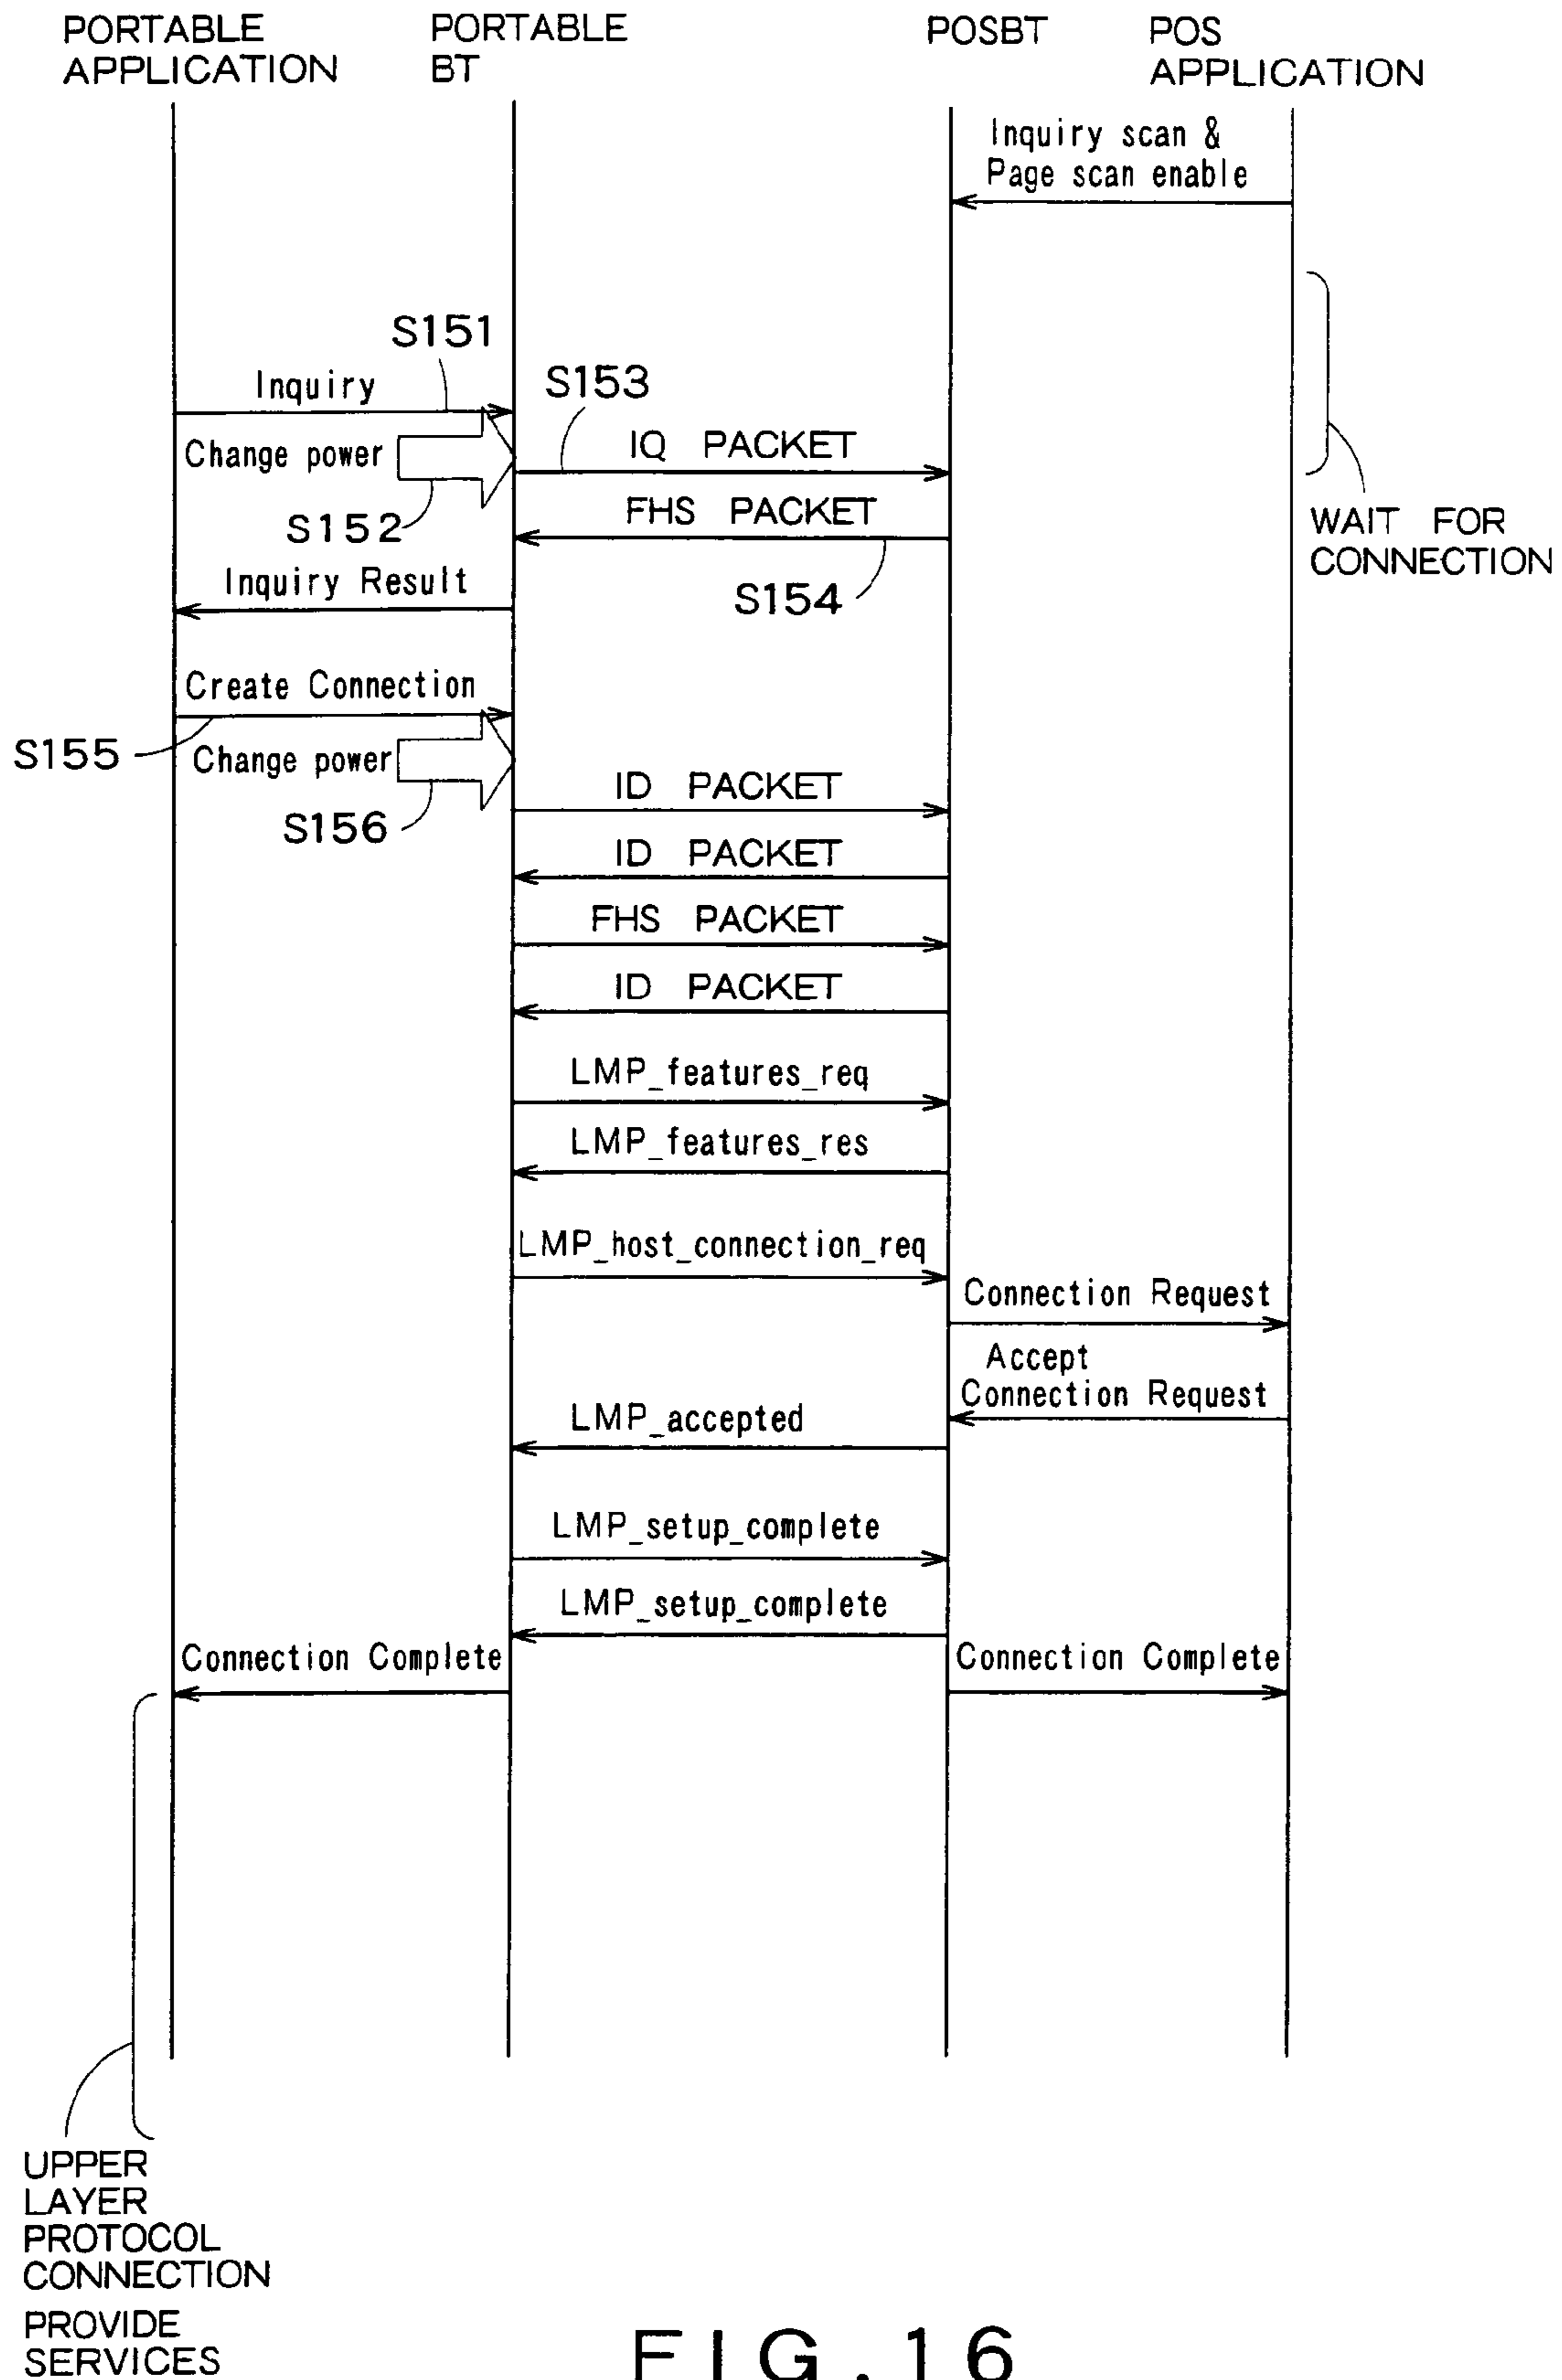 PORTABLE
APPLICATION
PORTABLE
BT
POSBT
POS
APPLICATION
Inquiry scan &
Page scan enable
S151
Inquiry
S153
Change power
IQ PACKET
S152
FHS PACKET
WAIT FOR
CONNECTION
Inquiry Result
S154
Create Connection
S155
Change power
ID PACKET
S156
ID PACKET
FHS PACKET
ID PACKET
LMP_features_req
LMP_features_res
LMP_host_connection_req
Connection Request
Accept
Connection Request
LMP_accepted
LMP_setup_complete
LMP_setup_complete
Connection Complete
Connection Complete
UPPER
LAYER
PROTOCOL
CONNECTION
PROVIDE
SERVICES
FIG.16